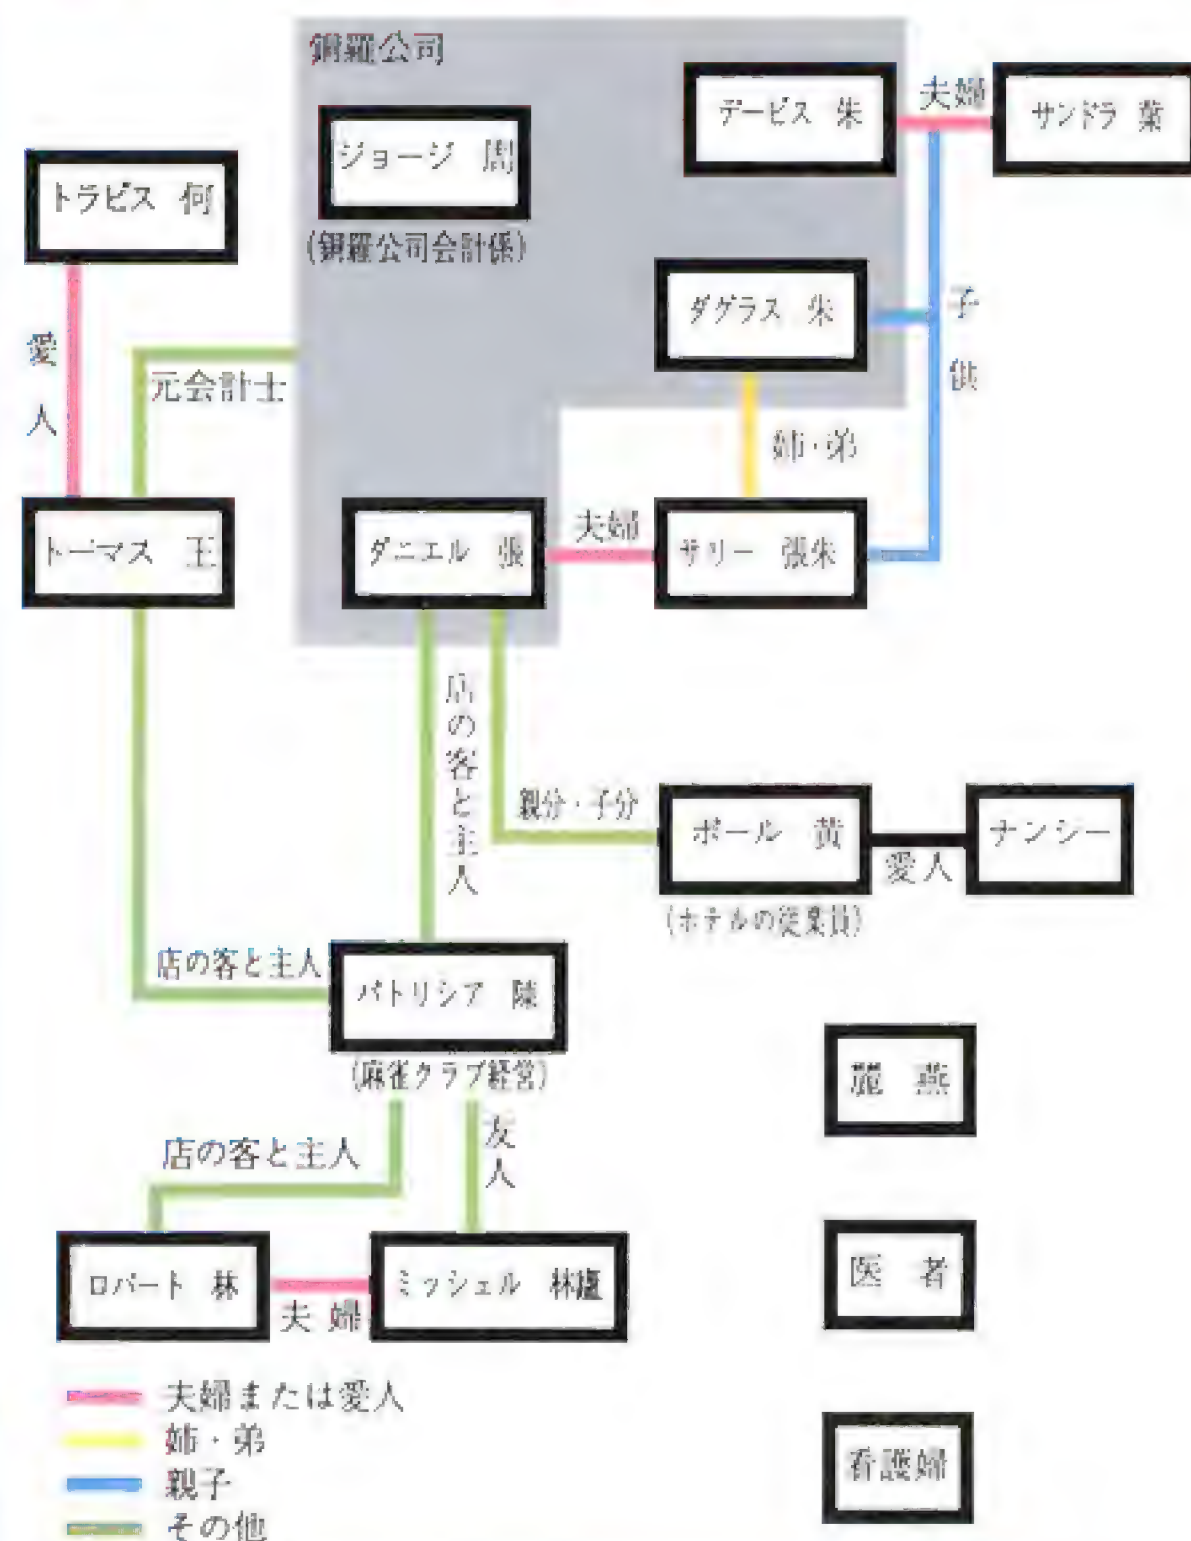 銅羅公司
デービス 朱
夫婦
サンドラ 葉
ジョージ 周
(銅羅公司会計係)
トラビス 何
愛人
元会計士
ダグラス 朱
子供
姉・弟
トーマス 王
ダニエル 張
夫婦
サリー 張朱
店の客と主人
親分・子分
ポール 黄
愛人
ナンシー
(ホテルの従業員)
店の客と主人
パトリシア 陳
(麻雀クラブ経営)
麗燕
店の客と主人
友人
ロバート 林
夫婦
ミッシェル 林盧
医者
看護婦
夫婦または愛人
姉・弟
親子
その他